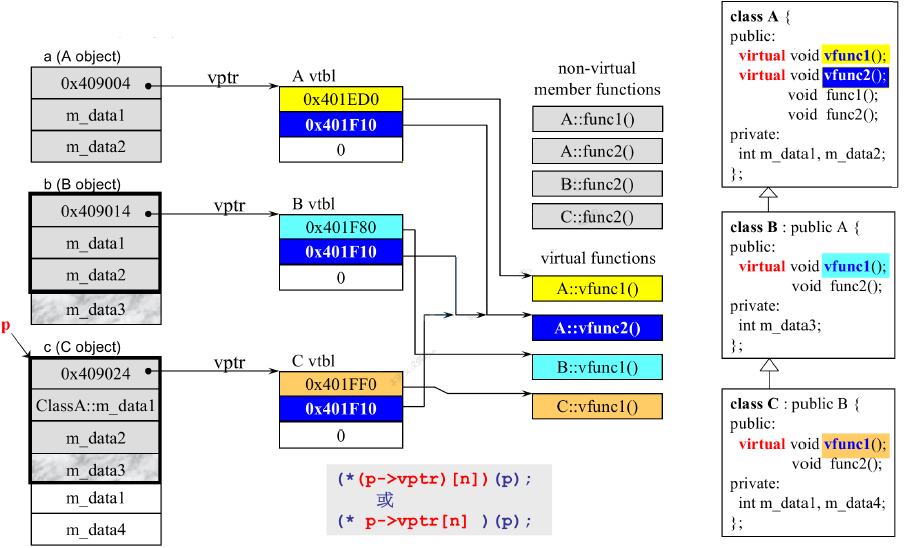 a (A object)
0x409004
m_data1
m_data2
vptr
A vtbl
0x401ED0
0x401F10
0
b (B object)
0x409014
m_data1
m_data2
m_data3
vptr
B vtbl
0x401F80
0x401F10
0
p
c (C object)
0x409024
ClassA::m_data1
m_data2
m_data3
m_data1
m_data4
vptr
C vtbl
0x401FF0
0x401F10
0
non-virtual
member functions
A::func1()
A::func2()
B::func2()
C::func2()
virtual functions
A::vfunc1()
A::vfunc2()
B::vfunc1()
C::vfunc1()
(*(p->vptr)[n])(p);
或
(* p->vptr[n] )(p);
class A {
public:
virtual void vfunc1();
virtual void vfunc2();
void func1();
void func2();
private:
int m_data1, m_data2;
};
class B : public A {
public:
virtual void vfunc1();
void func2();
private:
int m_data3;
};
class C : public B {
public:
virtual void vfunc1();
void func2();
private:
int m_data1, m_data4;
};